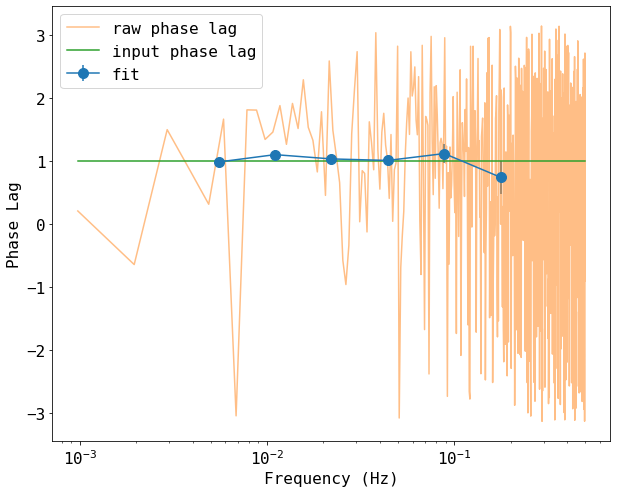 raw phase lag
input phase lag
fit
Phase Lag
3
2
1
0
−1
−2
−3
10⁻³
10⁻²
10⁻¹
Frequency (Hz)